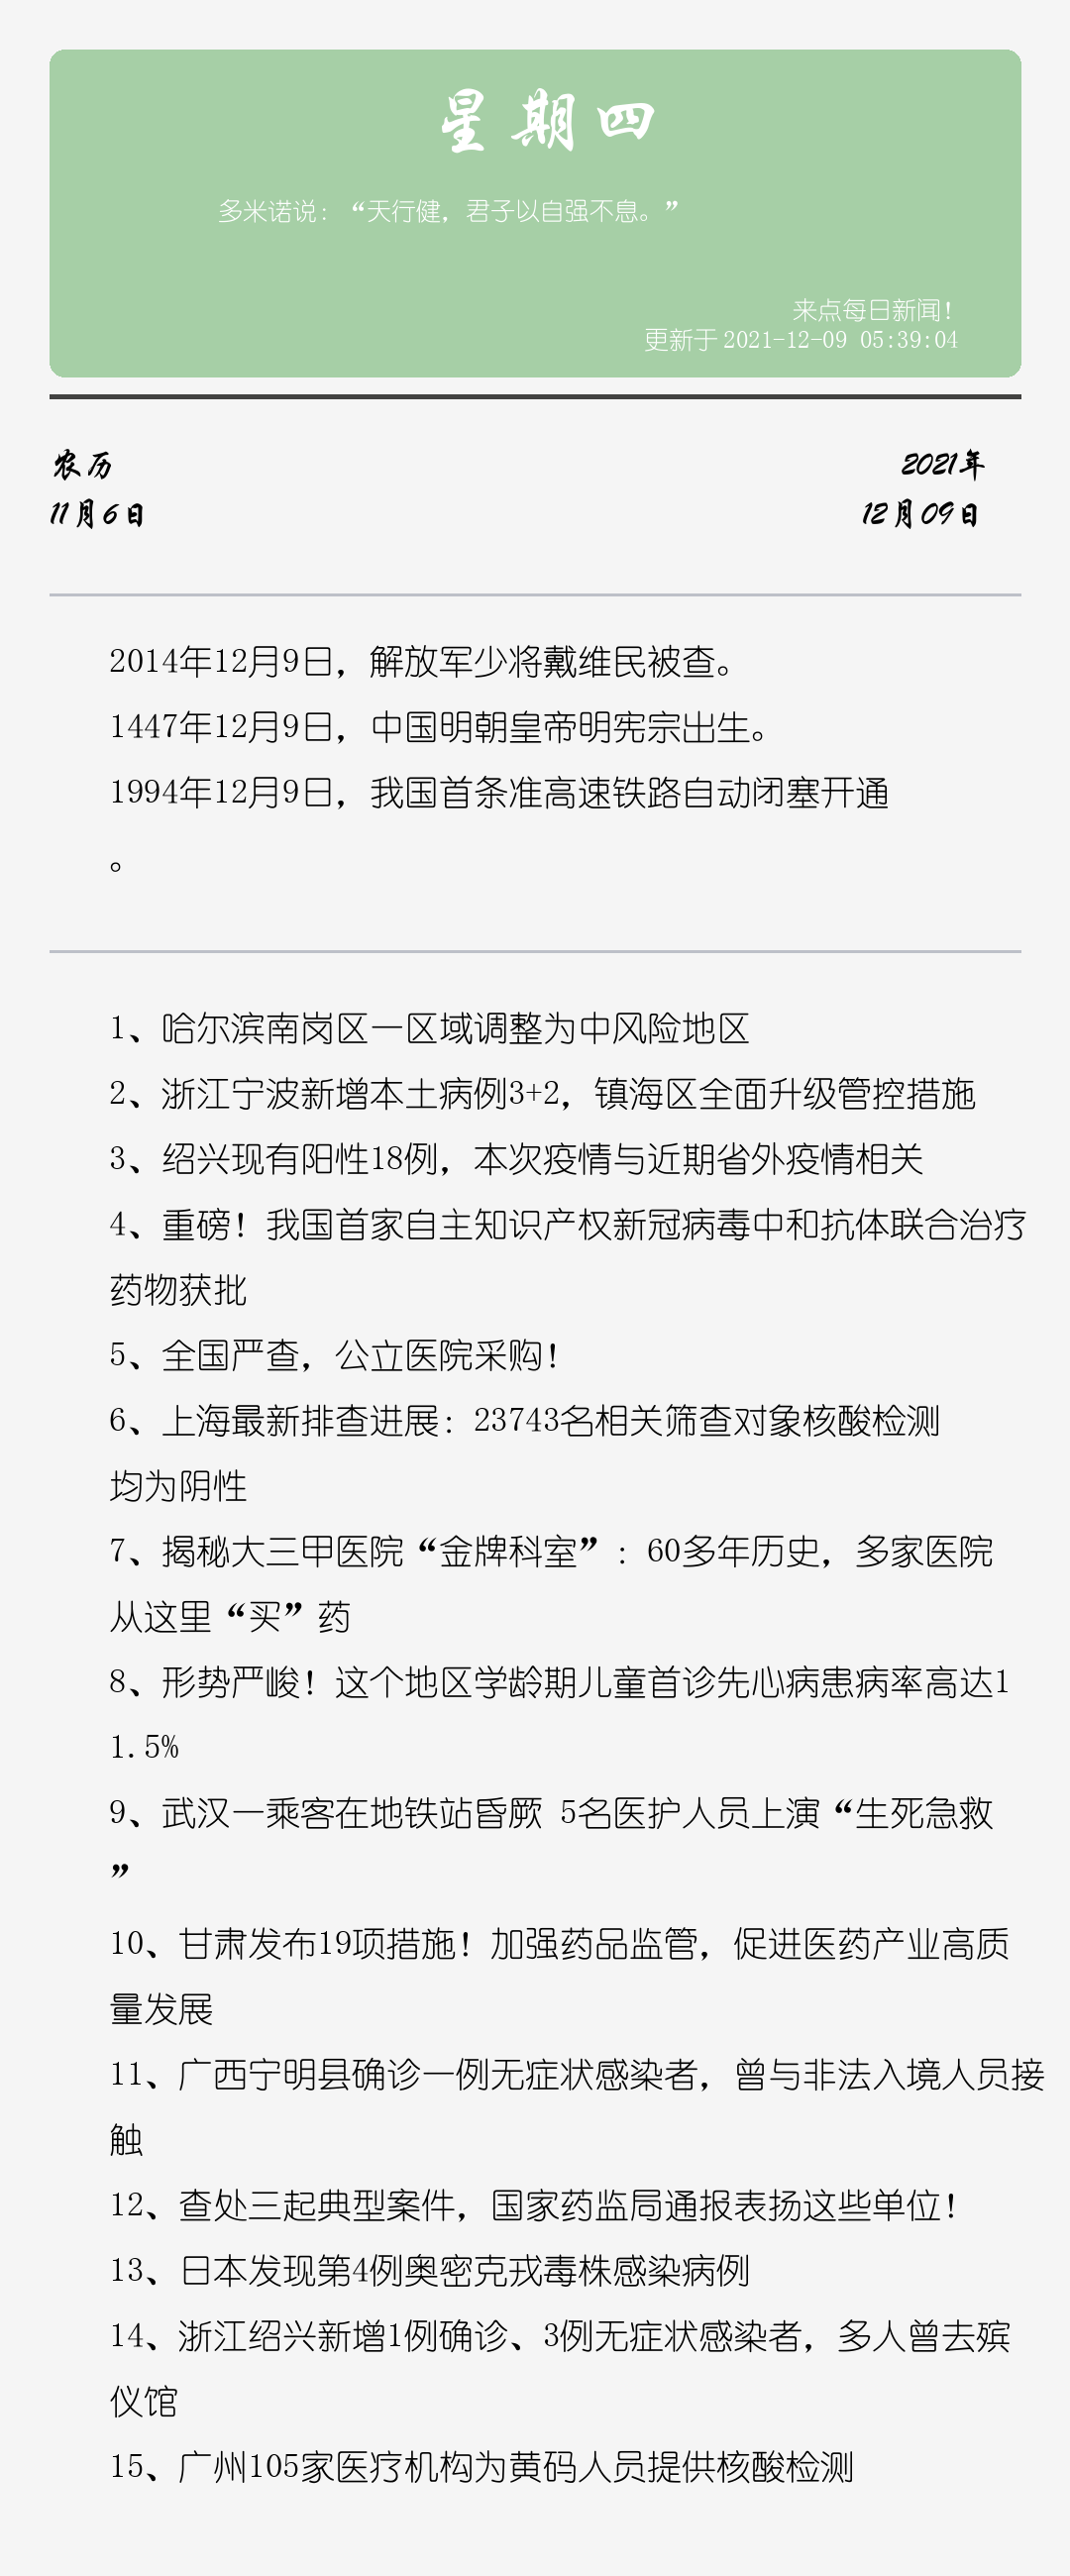 星期四
多米诺说：“天行健，君子以自强不息。”
来点每日新闻！
更新于 2021-12-09 05:39:04
农历
2021年
11月6日
12月09日
2014年12月9日，解放军少将戴维民被查。
1447年12月9日，中国明朝皇帝明宪宗出生。
1994年12月9日，我国首条准高速铁路自动闭塞开通
。
1、哈尔滨南岗区一区域调整为中风险地区
2、浙江宁波新增本土病例3+2，镇海区全面升级管控措施
3、绍兴现有阳性18例，本次疫情与近期省外疫情相关
4、重磅！我国首家自主知识产权新冠病毒中和抗体联合治疗
药物获批
5、全国严查，公立医院采购！
6、上海最新排查进展：23743名相关筛查对象核酸检测
均为阴性
7、揭秘大三甲医院“金牌科室”：60多年历史，多家医院
从这里“买”药
8、形势严峻！这个地区学龄期儿童首诊先心病患病率高达1
1.5%
9、武汉一乘客在地铁站昏厥 5名医护人员上演“生死急救
”
10、甘肃发布19项措施！加强药品监管，促进医药产业高质
量发展
11、广西宁明县确诊一例无症状感染者，曾与非法入境人员接
触
12、查处三起典型案件，国家药监局通报表扬这些单位！
13、日本发现第4例奥密克戎毒株感染病例
14、浙江绍兴新增1例确诊、3例无症状感染者，多人曾去殡
仪馆
15、广州105家医疗机构为黄码人员提供核酸检测